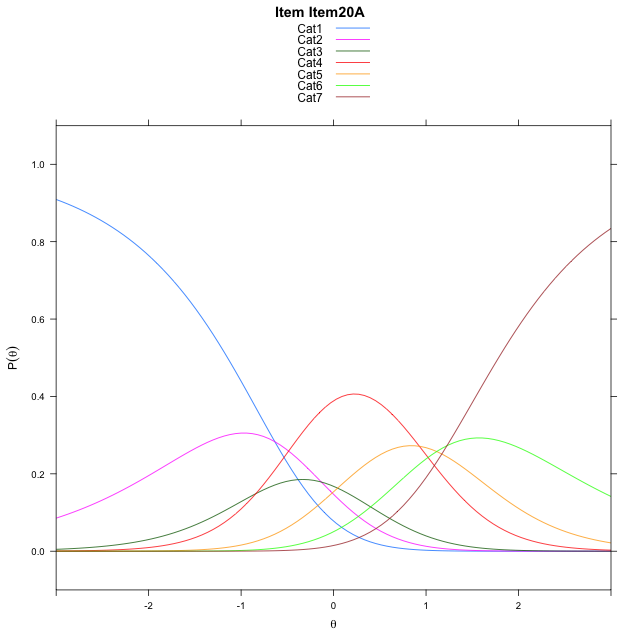 Item Item20A
Cat1
Cat2
Cat3
Cat4
Cat5
Cat6
Cat7
1.0
0.8
0.6
0.4
0.2
0.0
P(θ)
-2 -1 0 1 2
θ